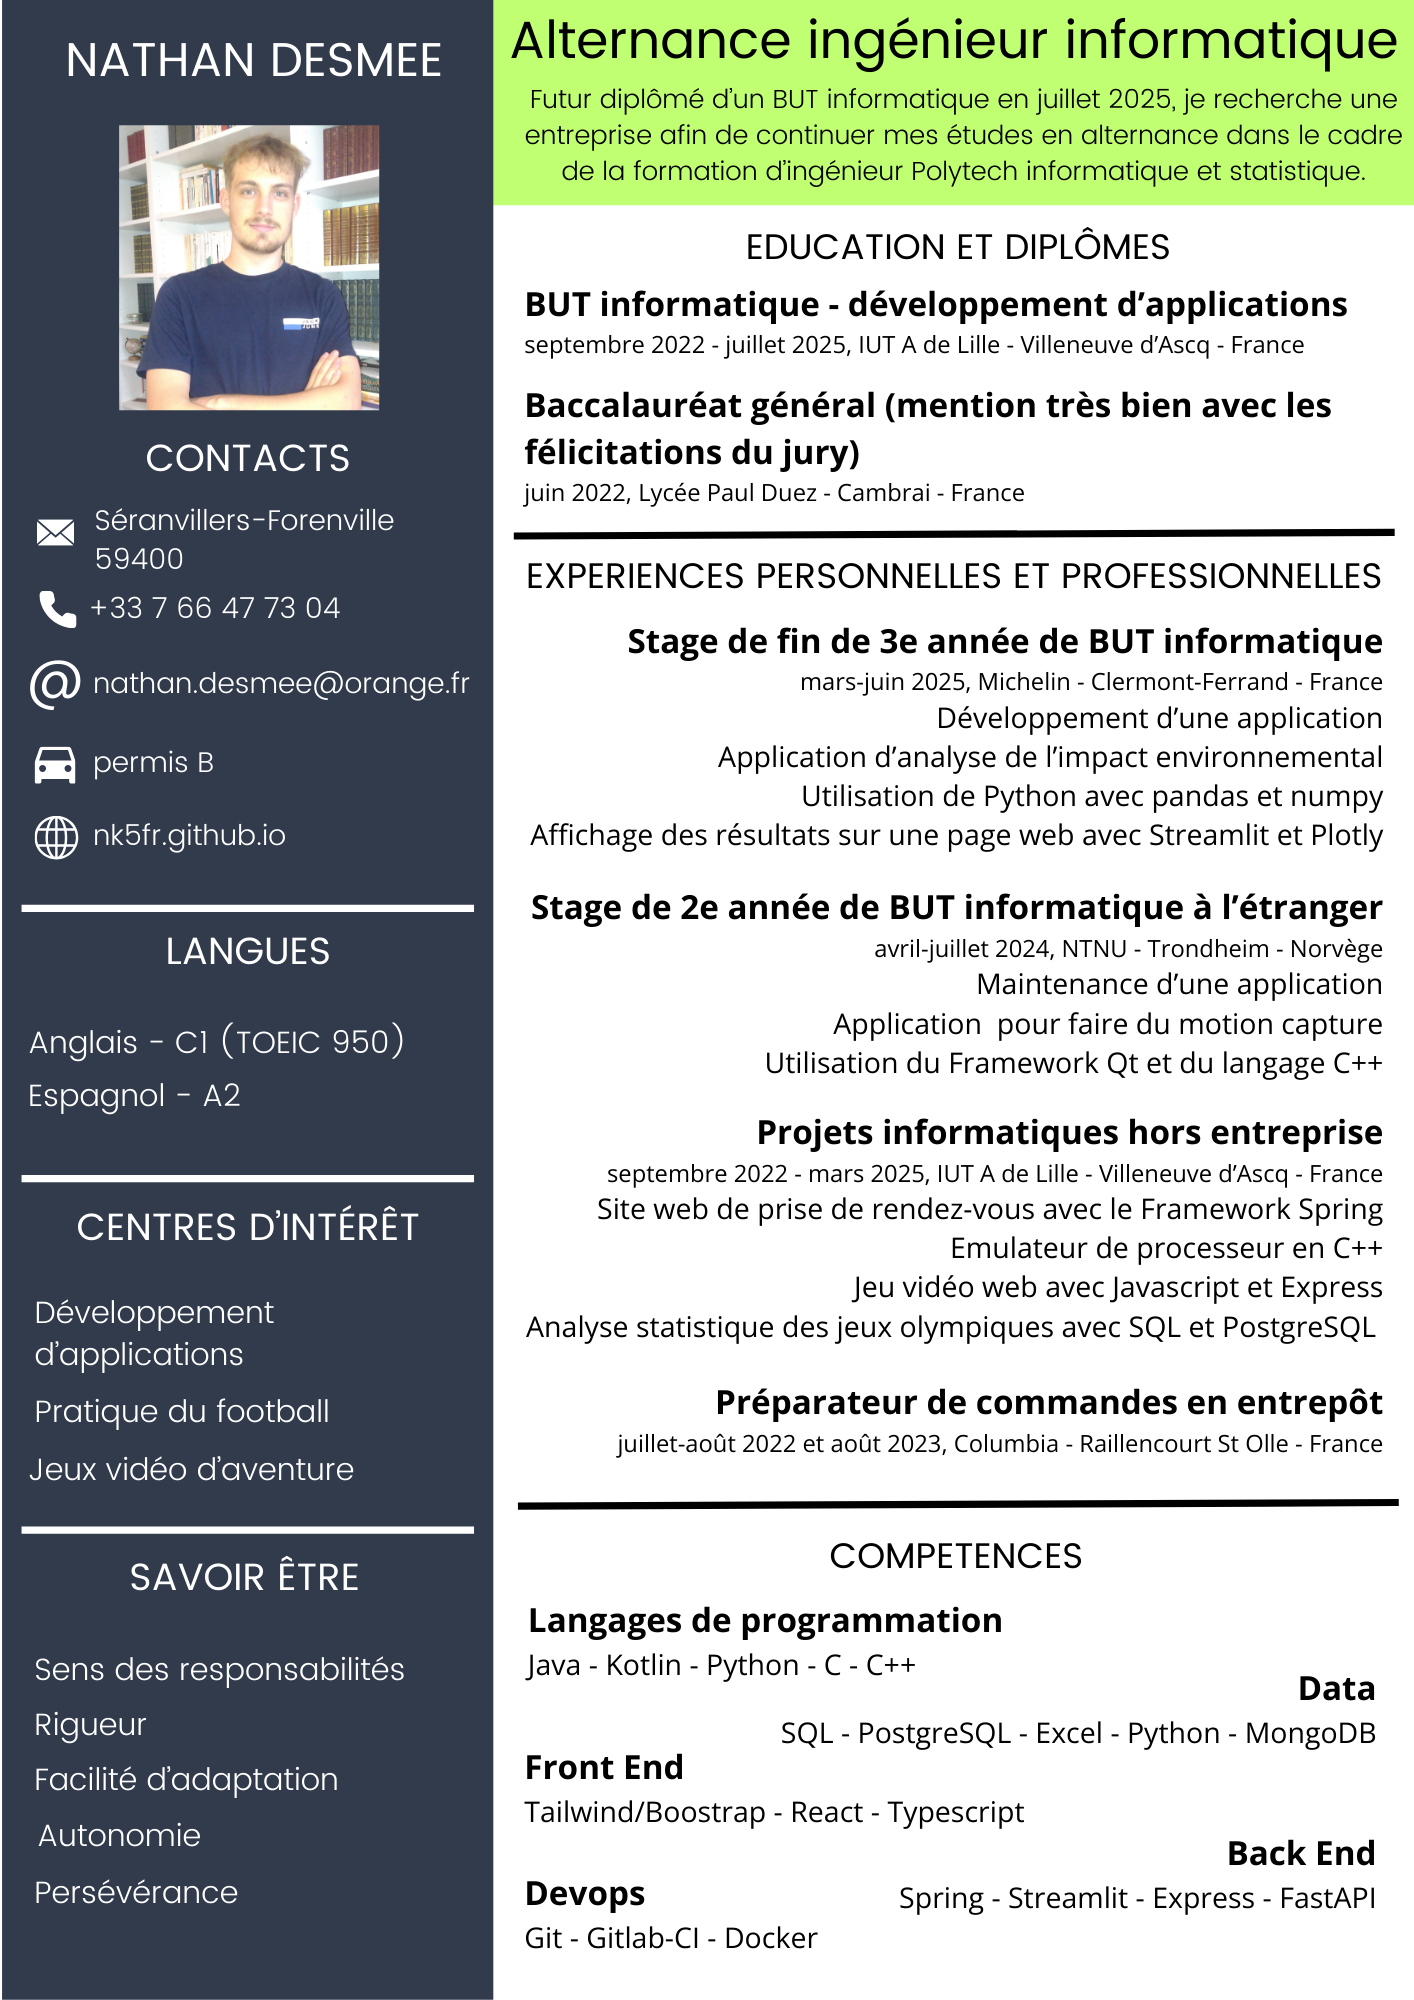 NATHAN DESMEE
CONTACTS
Séranvillers-Forenville
59400
+33 7 66 47 73 04
nathan.desmee@orange.fr
permis B
nk5fr.github.io
LANGUES
Anglais - C1 (TOEIC 950)
Espagnol - A2
CENTRES D'INTÉRÊT
Développement
d'applications
Pratique du football
Jeux vidéo d'aventure
SAVOIR ÊTRE
Sens des responsabilités
Rigueur
Facilité d'adaptation
Autonomie
Persévérance
Alternance ingénieur informatique
Futur diplômé d'un BUT informatique en juillet 2025, je recherche une
entreprise afin de continuer mes études en alternance dans le cadre
de la formation d'ingénieur Polytech informatique et statistique.
EDUCATION ET DIPLÔMES
BUT informatique - développement d'applications
septembre 2022 - juillet 2025, IUT A de Lille - Villeneuve d'Ascq - France
Baccalauréat général (mention très bien avec les
félicitations du jury)
juin 2022, Lycée Paul Duez - Cambrai - France
EXPERIENCES PERSONNELLES ET PROFESSIONNELLES
Stage de fin de 3e année de BUT informatique
mars-juin 2025, Michelin - Clermont-Ferrand - France
Développement d'une application
Application d'analyse de l'impact environnemental
Utilisation de Python avec pandas et numpy
Affichage des résultats sur une page web avec Streamlit et Plotly
Stage de 2e année de BUT informatique à l'étranger
avril-juillet 2024, NTNU - Trondheim - Norvège
Maintenance d'une application
Application  pour faire du motion capture
Utilisation du Framework Qt et du langage C++
Projets informatiques hors entreprise
septembre 2022 - mars 2025, IUT A de Lille - Villeneuve d'Ascq - France
Site web de prise de rendez-vous avec le Framework Spring
Emulateur de processeur en C++
Jeu vidéo web avec Javascript et Express
Analyse statistique des jeux olympiques avec SQL et PostgreSQL
Préparateur de commandes en entrepôt
juillet-août 2022 et août 2023, Columbia - Raillencourt St Olle - France
COMPETENCES
Langages de programmation
Java - Kotlin - Python - C - C++
Data
SQL - PostgreSQL - Excel - Python - MongoDB
Front End
Tailwind/Boostrap - React - Typescript
Back End
Spring - Streamlit - Express - FastAPI
Devops
Git - Gitlab-CI - Docker